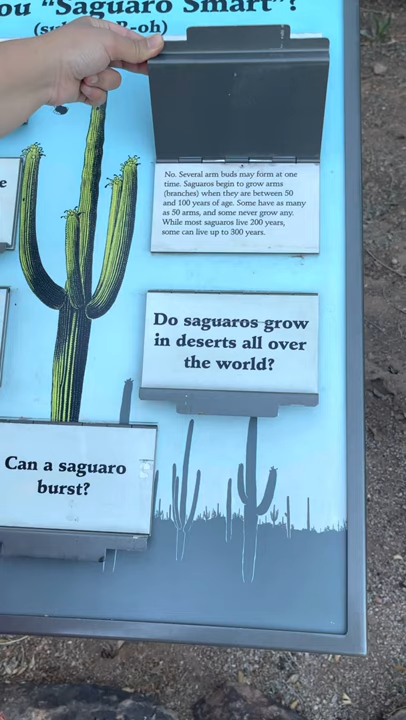 ou "Saguaro Smart"?
No. Several arm buds may form at one
time. Saguaros begin to grow arms
(branches) when they are between 50
and 100 years of age. Some have as many
as 50 arms, and some never grow any.
While most saguaros live 200 years,
some can live up to 300 years.
e
Do saguaros grow
in deserts all over
the world?
Can a saguaro
burst?